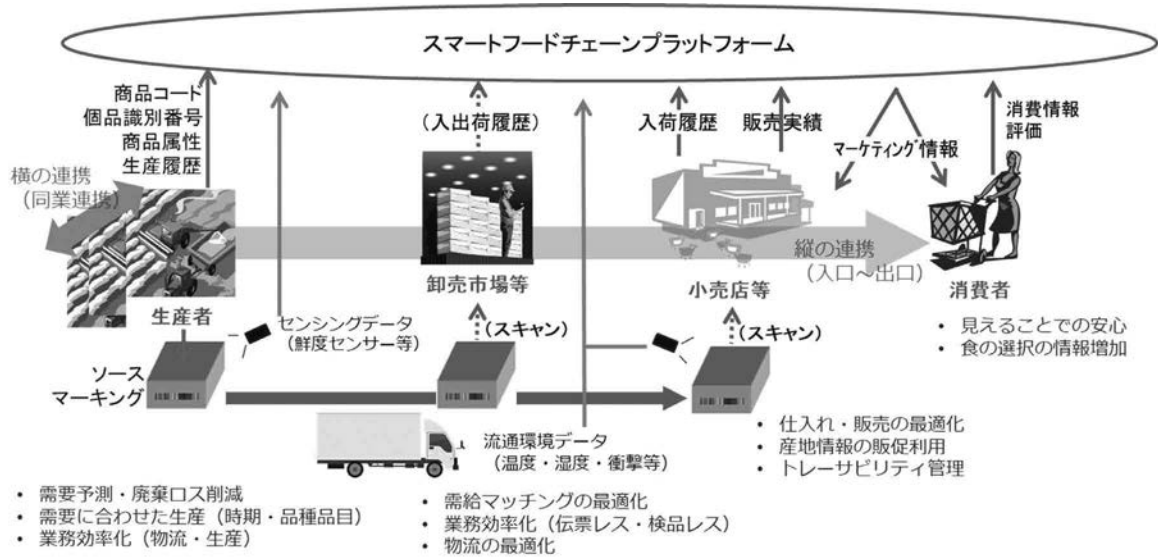 スマートフードチェーンプラットフォーム
商品コード
個品識別番号
商品属性
生産履歴
(入出荷履歴)
入荷履歴
販売実績
マーケティング情報
消費情報
評価
横の連携
(同業連携)
縦の連携
(入口～出口)
生産者
卸売市場等
小売店等
消費者
センシングデータ
(鮮度センサー等)
(スキャン)
(スキャン)
• 見えることでの安心
• 食の選択の情報増加
ソース
マーキング
流通環境データ
(温度・湿度・衝撃等)
• 仕入れ・販売の最適化
• 産地情報の販促利用
• トレーサビリティ管理
• 需要予測・廃棄ロス削減
• 需要に合わせた生産（時期・品種品目）
• 業務効率化（物流・生産）
• 需給マッチングの最適化
• 業務効率化（伝票レス・検品レス）
• 物流の最適化